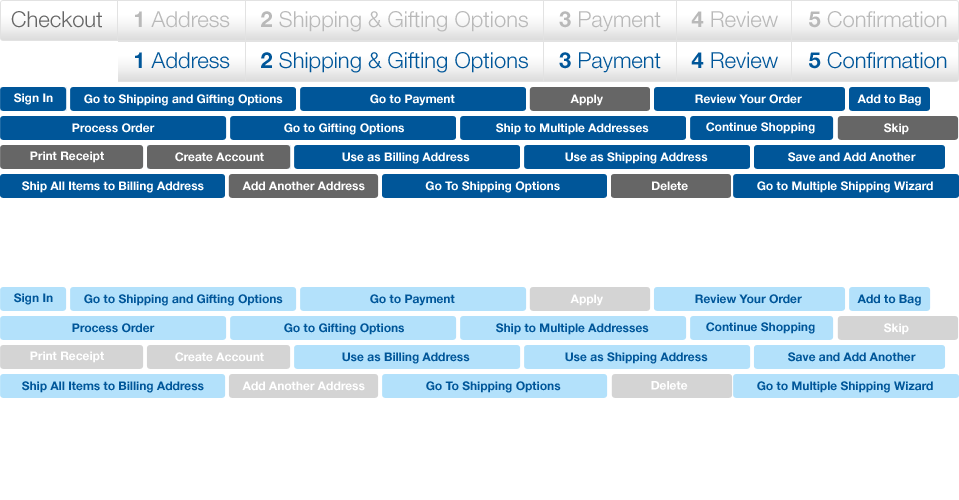 Checkout 1 Address 2 Shipping & Gifting Options 3 Payment 4 Review 5 Confirmation
1 Address 2 Shipping & Gifting Options 3 Payment 4 Review 5 Confirmation
Sign In Go to Shipping and Gifting Options Go to Payment Apply Review Your Order Add to Bag
Process Order Go to Gifting Options Ship to Multiple Addresses Continue Shopping Skip
Print Receipt Create Account Use as Billing Address Use as Shipping Address Save and Add Another
Ship All Items to Billing Address Add Another Address Go To Shipping Options Delete Go to Multiple Shipping Wizard
Sign In Go to Shipping and Gifting Options Go to Payment Apply Review Your Order Add to Bag
Process Order Go to Gifting Options Ship to Multiple Addresses Continue Shopping Skip
Print Receipt Create Account Use as Billing Address Use as Shipping Address Save and Add Another
Ship All Items to Billing Address Add Another Address Go To Shipping Options Delete Go to Multiple Shipping Wizard